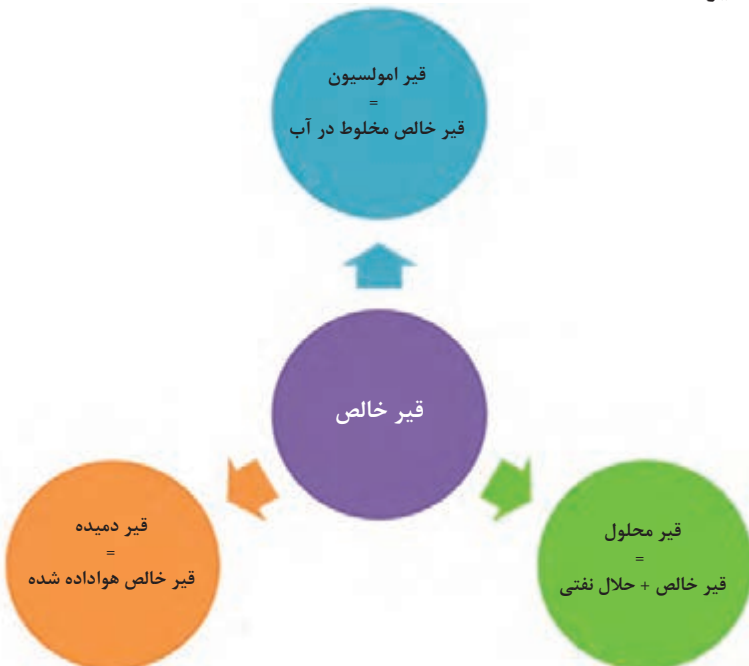 قیر امولسیون
=
قیر خالص مخلوط در آب
قیر خالص
قیر محلول
=
قیر خالص + حلال نفتی
قیر دمیده
=
قیر خالص هواداده شده